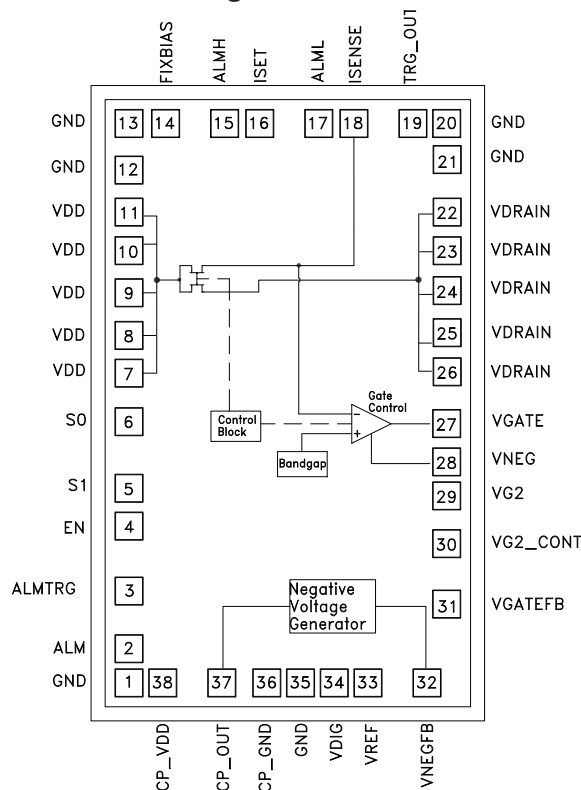 FIXBIAS
ALMH
ISET
ALML
ISENSE
TRG_OUT
GND
13
14
15
16
17
18
19
20
GND
GND
12
21
GND
VDD
11
22
VDRAIN
VDD
10
23
VDRAIN
VDD
9
24
VDRAIN
VDD
8
25
VDRAIN
VDD
7
26
VDRAIN
Gate
Control
S0
6
Control
Block
−
+
27
VGATE
Bandgap
28
VNEG
S1
5
29
VG2
EN
4
30
VG2_CONT
ALMTRG
3
Negative
Voltage
Generator
31
VGATEFB
ALM
2
GND
1
38
37
36
35
34
33
32
CP_VDD
CP_OUT
CP_GND
GND
VDIG
VREF
VNEGFB